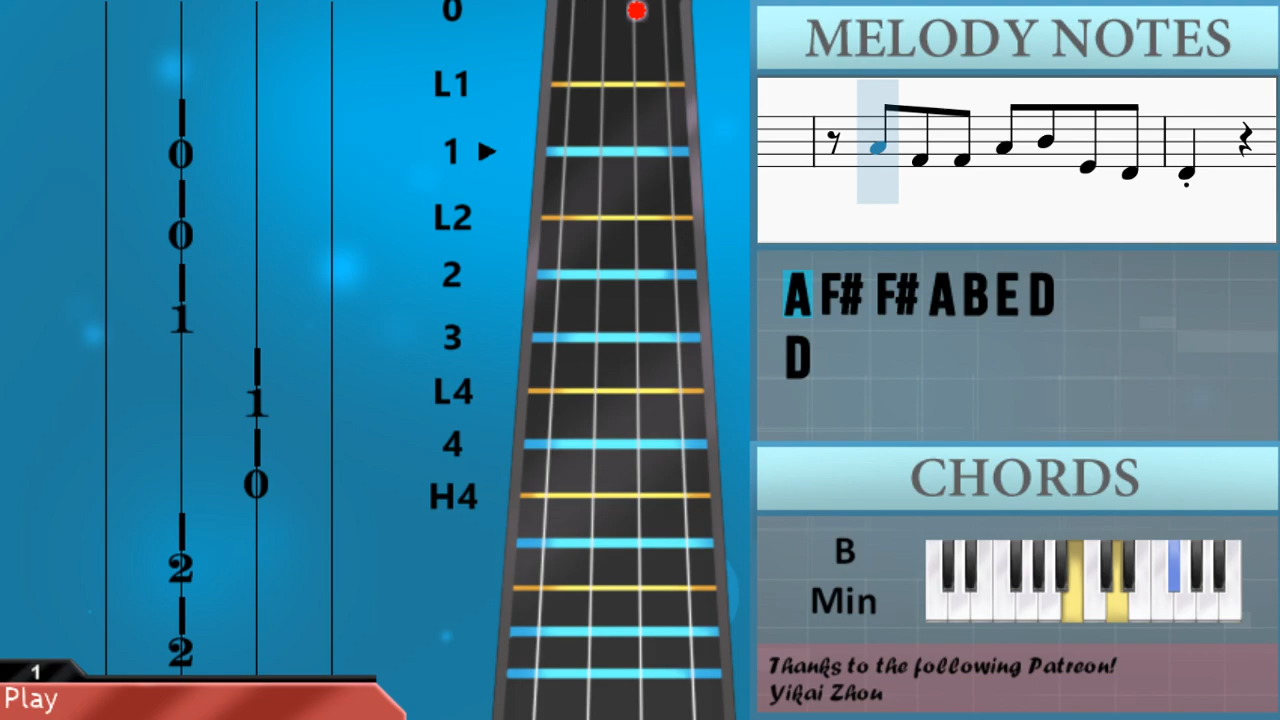 0
L1
1
L2
2
3
L4
4
H4
0
0
1
1
0
2
2
1
Play
MELODY NOTES
A F# F# A B E D
D
CHORDS
B
Min
Thanks to the following Patreon!
Yikai Zhou